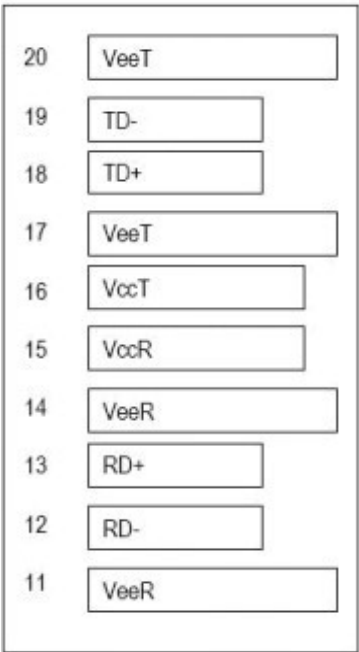 20 VeeT
19 TD-
18 TD+
17 VeeT
16 VccT
15 VccR
14 VeeR
13 RD+
12 RD-
11 VeeR